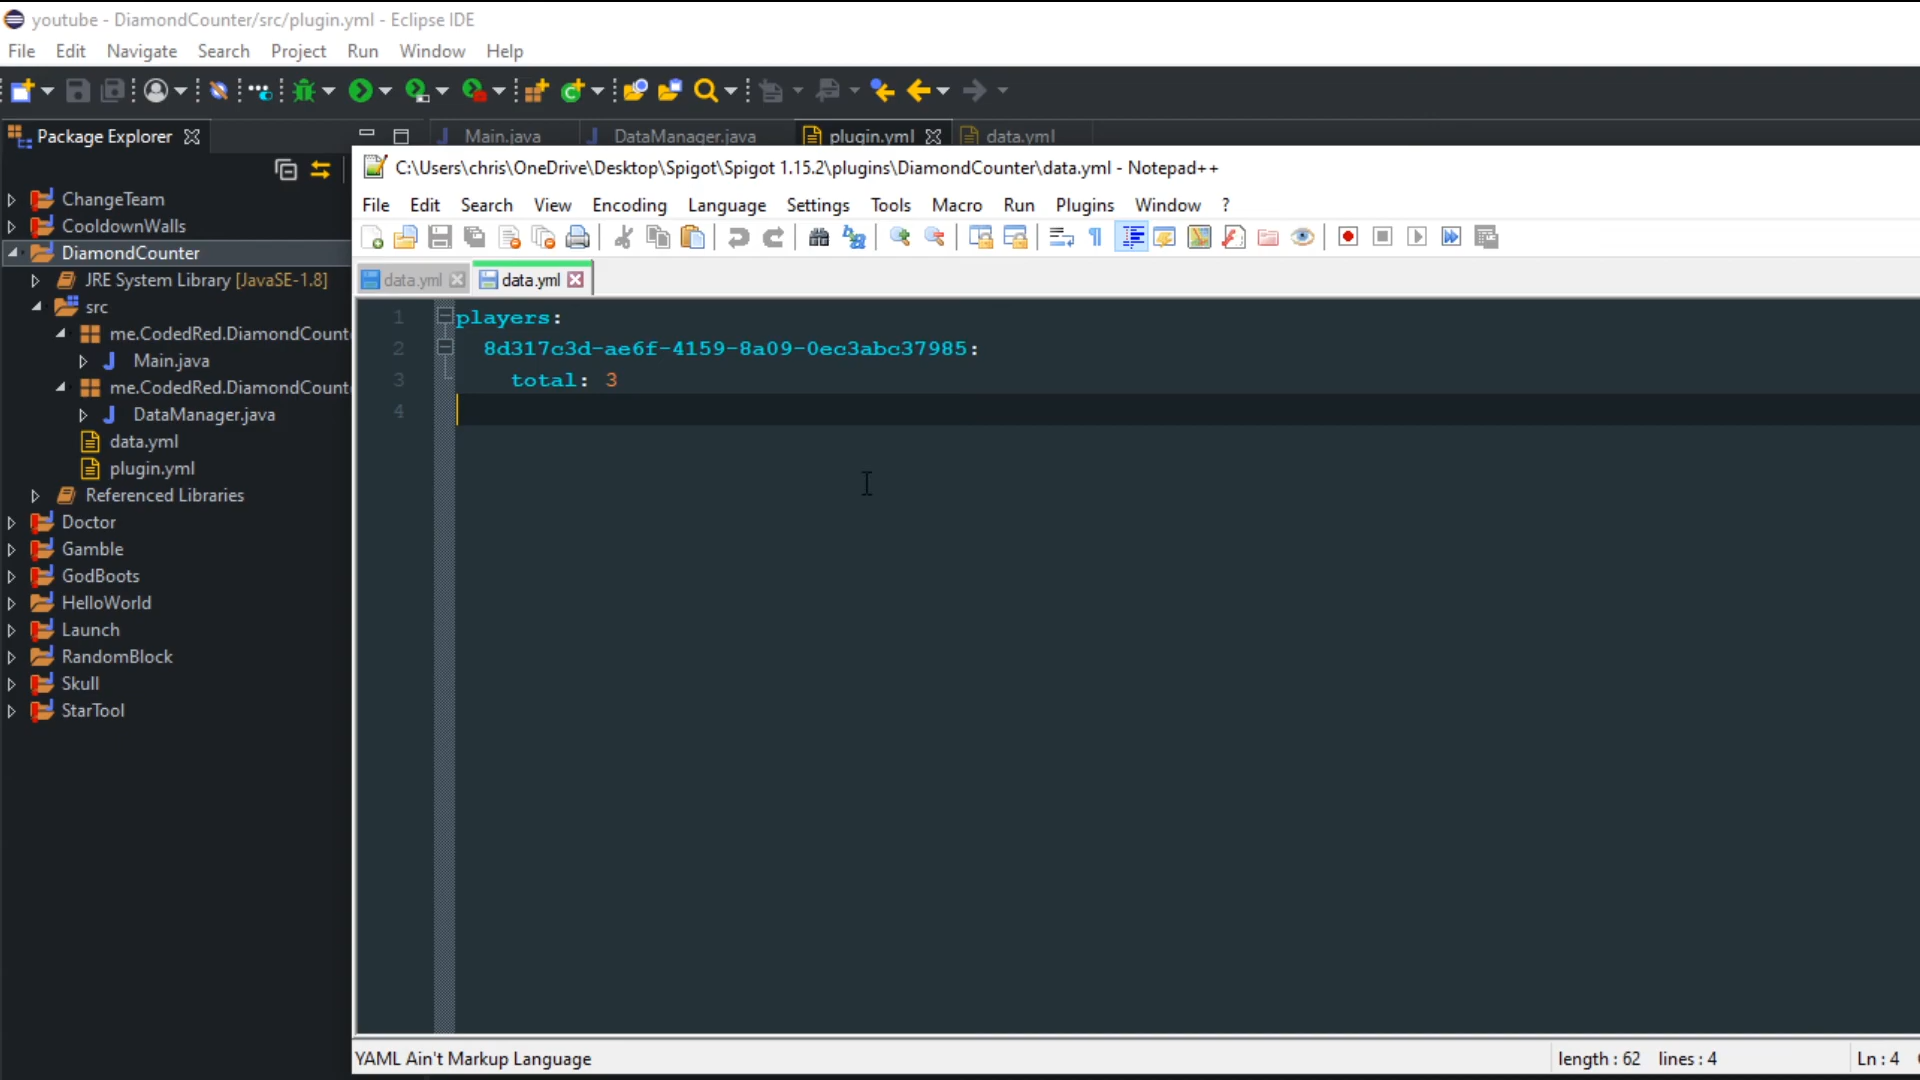 youtube - DiamondCounter/src/plugin.yml - Eclipse IDE
File Edit Navigate Search Project Run Window Help
Package Explorer
Main.java
DataManager.java
plugin.yml
data.yml
C:\Users\chris\OneDrive\Desktop\Spigot\Spigot 1.15.2\plugins\DiamondCounter\data.yml - Notepad++
File Edit Search View Encoding Language Settings Tools Macro Run Plugins Window ?
data.yml
data.yml
1 players:
2 8d317c3d-ae6f-4159-8a09-0ec3abc37985:
3 total: 3
4
ChangeTeam
CooldownWalls
DiamondCounter
JRE System Library [JavaSE-1.8]
src
me.CodedRed.DiamondCount
Main.java
me.CodedRed.DiamondCount
DataManager.java
data.yml
plugin.yml
Referenced Libraries
Doctor
Gamble
GodBoots
HelloWorld
Launch
RandomBlock
Skull
StarTool
YAML Ain't Markup Language
length : 62 lines : 4
Ln : 4